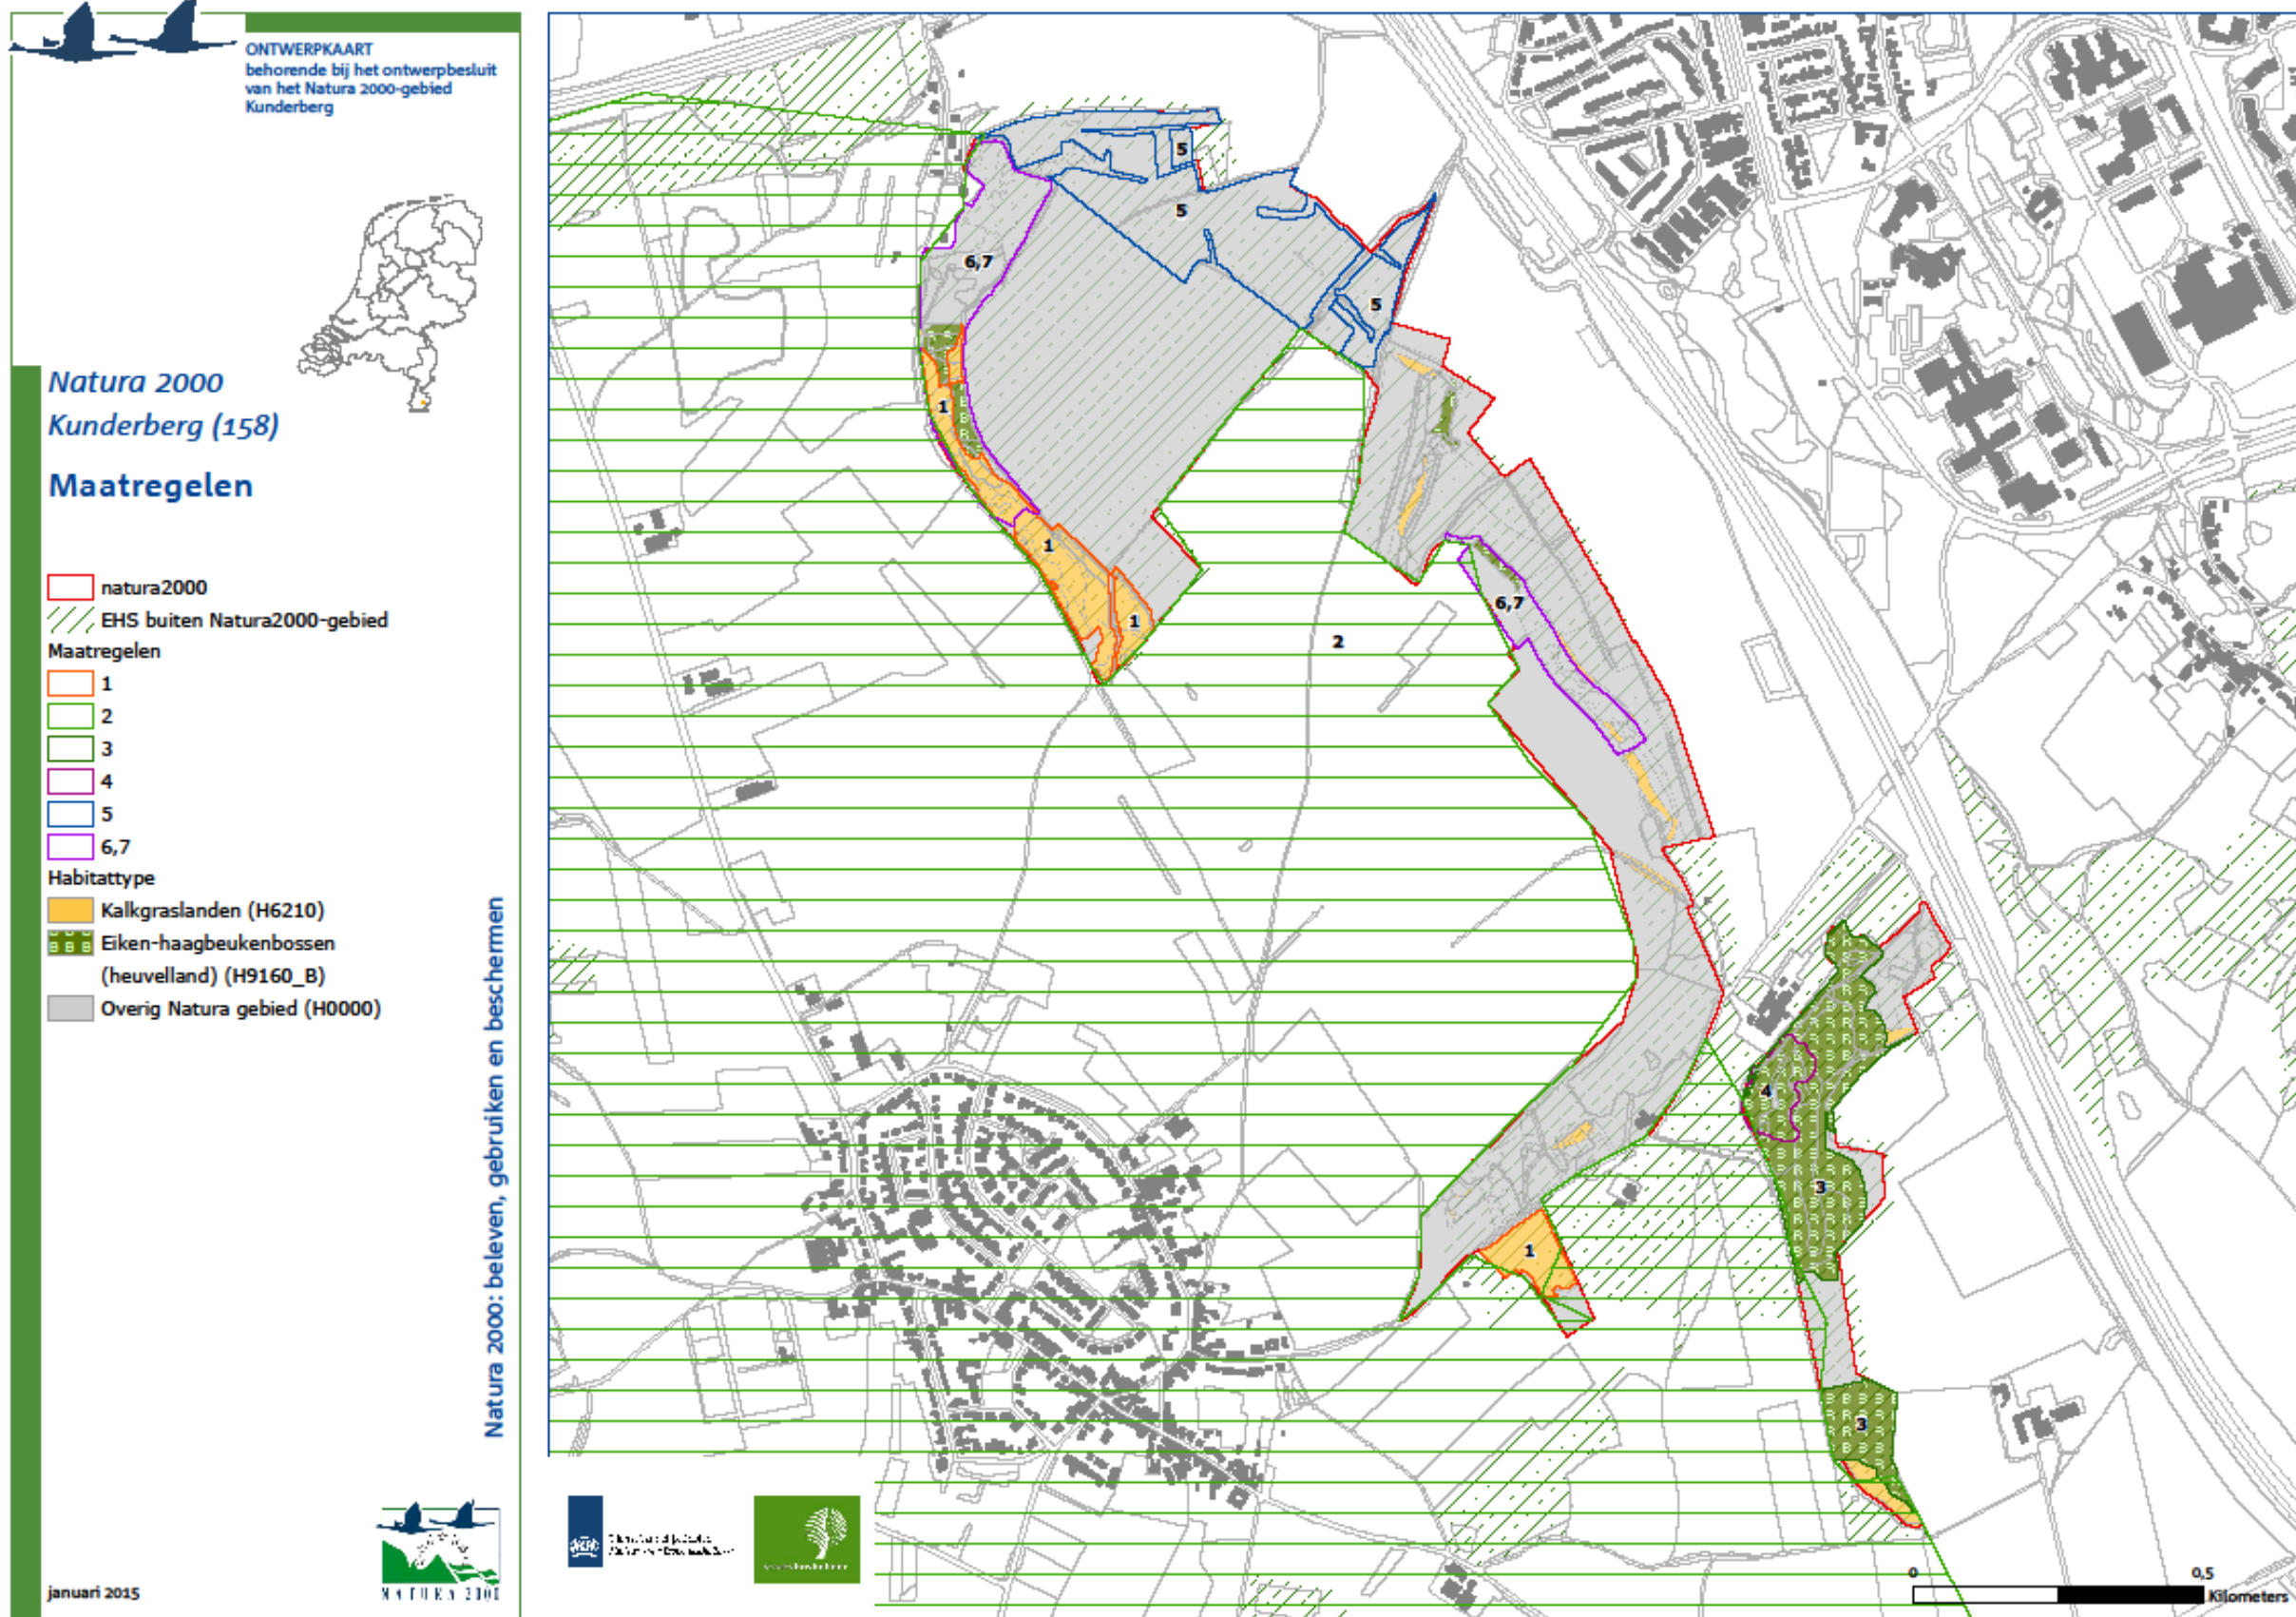 ONTWERPKAART
behorende bij het ontwerpbesluit
van het Natura 2000-gebied
Kunderberg
Natura 2000
Kunderberg (158)
Maatregelen
natura2000
EHS buiten Natura2000-gebied
Maatregelen
1
2
3
4
5
6,7
Habitattype
Kalkgraslanden (H6210)
B B B
B B B
Eiken-haagbeukenbossen
(heuvelland) (H9160_B)
Overig Natura gebied (H0000)
Natura 2000: beleven, gebruiken en beschermen
januari 2015
NATURA 2000
5
5
6,7
5
1
1
6,7
1
2
4
3
1
3
0
0,5
Kilometers